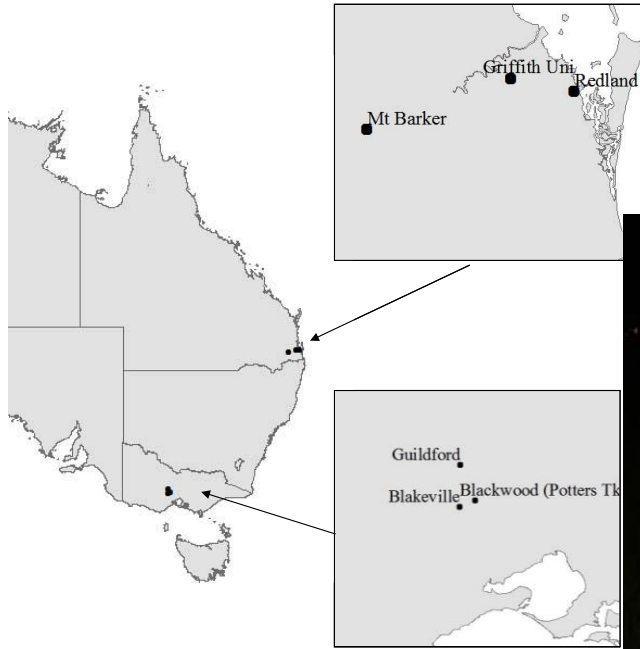 Griffith Uni
Redland
Mt Barker
Guildford
Blackwood (Potters Tk
Blakeville